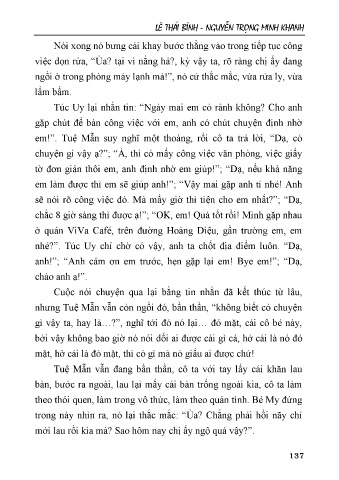 LÊ THÁI BÌNH - NGUYỄN TRỌNG MINH KHANH
Nói xong nó bưng cái khay bước thẳng vào trong tiếp tục công
việc dọn rửa, “Ủa? tại vì nắng hả?, kỳ vậy ta, rõ ràng chị ấy đang
ngồi ở trong phòng máy lạnh mà!”, nó cứ thắc mắc, vừa rửa ly, vừa
lẩm bẩm.
Túc Uy lại nhắn tin: “Ngày mai em có rảnh không? Cho anh
gặp chút để bàn công việc với em, anh có chút chuyện định nhờ
em!”. Tuệ Mẫn suy nghĩ một thoáng, rồi cô ta trả lời, “Dạ, có
chuyện gì vậy ạ?”; “À, thì có mấy công việc văn phòng, việc giấy
tờ đơn giản thôi em, anh định nhờ em giúp!”; “Dạ, nếu khả năng
em làm được thì em sẽ giúp anh!”; “Vậy mai gặp anh tí nhé! Anh
sẽ nói rõ công việc đó. Mà mấy giờ thì tiện cho em nhất?”; “Dạ,
chắc 8 giờ sáng thì được ạ!”; “OK, em! Quá tốt rồi! Mình gặp nhau
ở quán ViVa Café, trên đường Hoàng Diệu, gần trường em, em
nhé?”. Túc Uy chỉ chờ có vậy, anh ta chốt địa điểm luôn. “Dạ,
anh!”; “Anh cảm ơn em trước, hẹn gặp lại em! Bye em!”; “Dạ,
chào anh ạ!”.
Cuộc nói chuyện qua lại bằng tin nhắn đã kết thúc từ lâu,
nhưng Tuệ Mẫn vẫn còn ngồi đó, bần thần, “không biết có chuyện
gì vậy ta, hay là…?”, nghĩ tới đó nó lại… đỏ mặt, cái cô bé này,
bởi vậy không bao giờ nó nói dối ai được cái gì cả, hở cái là nó đỏ
mặt, hở cái là đỏ mặt, thì có gì mà nó giấu ai được chứ!
Tuệ Mẫn vẫn đang bần thần, cô ta với tay lấy cái khăn lau
bàn, bước ra ngoài, lau lại mấy cái bàn trống ngoài kia, cô ta làm
theo thói quen, làm trong vô thức, làm theo quán tính. Bé My đứng
trong này nhìn ra, nó lại thắc mắc: “Ủa? Chẳng phải hồi nãy chỉ
mới lau rồi kia mà? Sao hôm nay chị ấy ngộ quá vậy?”.
137